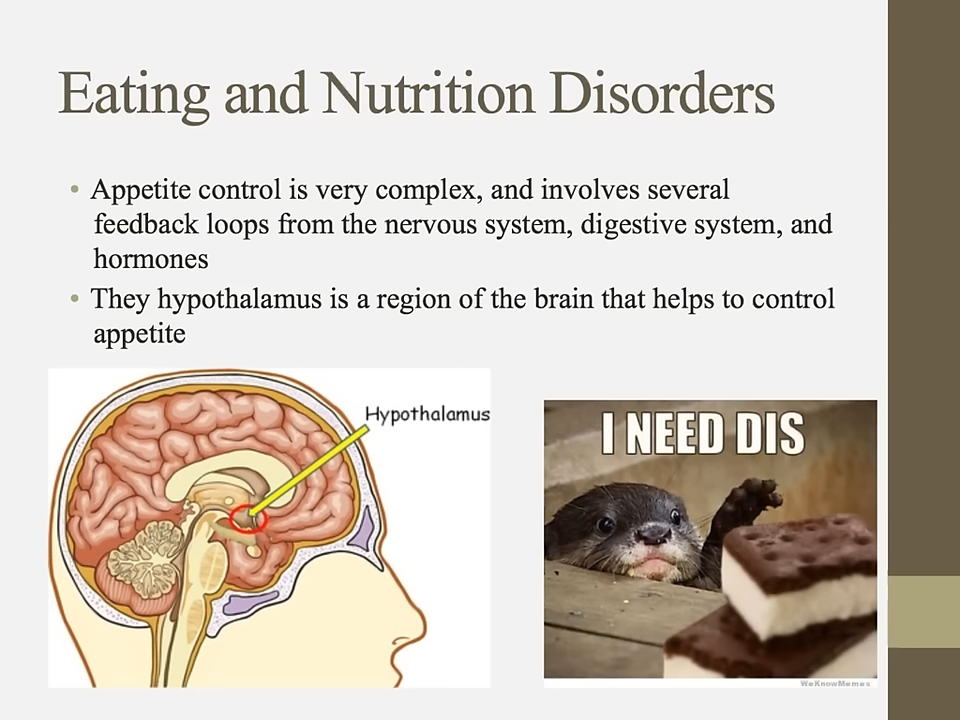 Eating and Nutrition Disorders
• Appetite control is very complex, and involves several
feedback loops from the nervous system, digestive system, and
hormones
• They hypothalamus is a region of the brain that helps to control
appetite
Hypothalamus
I NEED DIS
WeKnowMemes